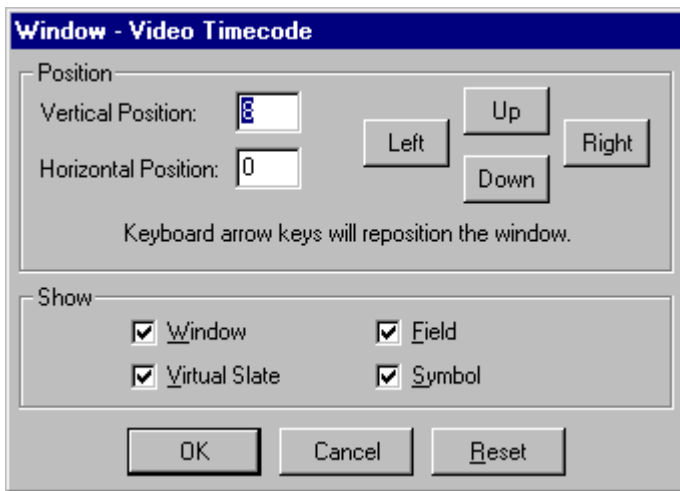 Window - Video Timecode
Position
Vertical Position: 8
Horizontal Position: 0
Up
Left
Right
Down
Keyboard arrow keys will reposition the window.
Show
Window
Field
Virtual Slate
Symbol
OK Cancel Reset